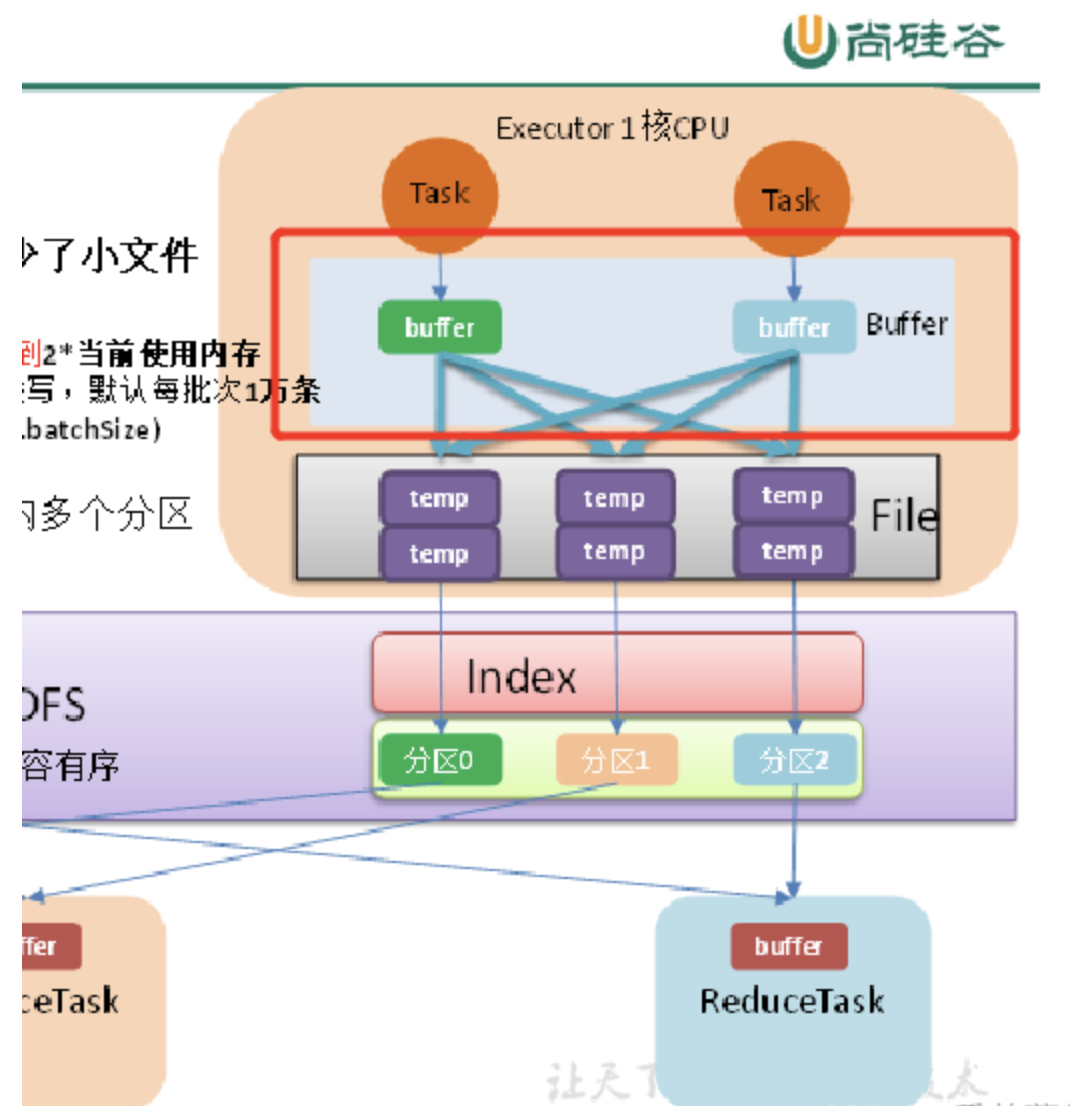 尚硅谷
Executor 1核CPU
Task
Task
少了小文件
buffer
buffer
Buffer
到2*当前使用内存
写，默认每批次1万条
.batchSize)
temp
temp
temp
temp
temp
temp
File
多个分区
Index
DFS
分区0
分区1
分区2
容有序
ffer
buffer
ceTask
ReduceTask
让天下
技术